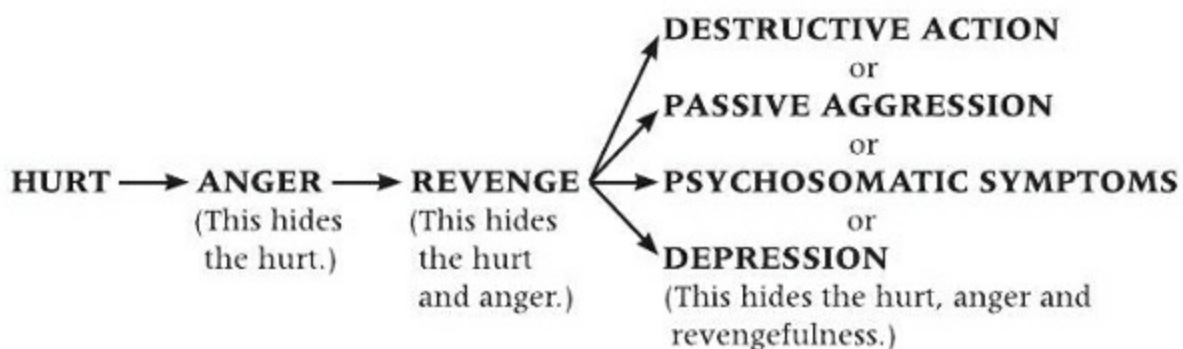 DESTRUCTIVE ACTION
or
PASSIVE AGGRESSION
or
HURT ANGER REVENGE PSYCHOSOMATIC SYMPTOMS
(This hides (This hides or
the hurt.) the hurt DEPRESSION
and anger.) (This hides the hurt, anger and
revengefulness.)